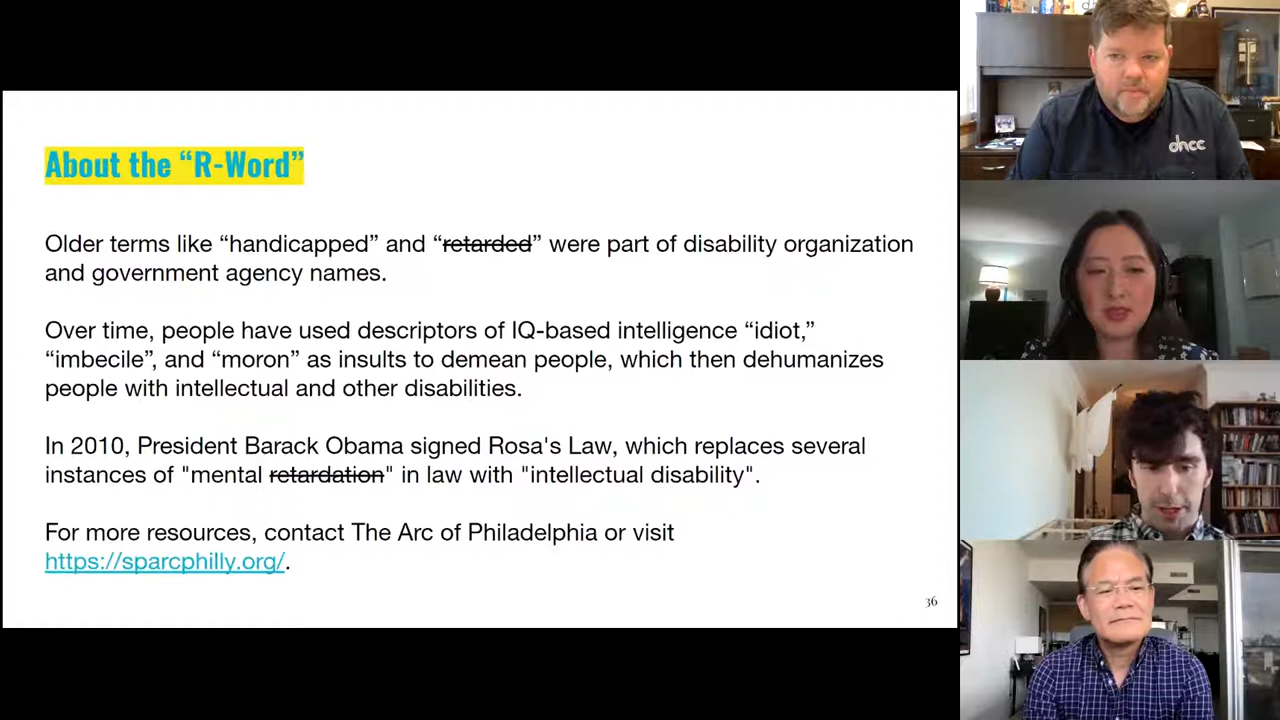 About the “R-Word”
Older terms like “handicapped” and “retarded” were part of disability organization
and government agency names.
Over time, people have used descriptors of IQ-based intelligence “idiot,”
“imbecile”, and “moron” as insults to demean people, which then dehumanizes
people with intellectual and other disabilities.
In 2010, President Barack Obama signed Rosa's Law, which replaces several
instances of "mental retardation" in law with "intellectual disability".
For more resources, contact The Arc of Philadelphia or visit
https://sparcphilly.org/.
36
dhcc